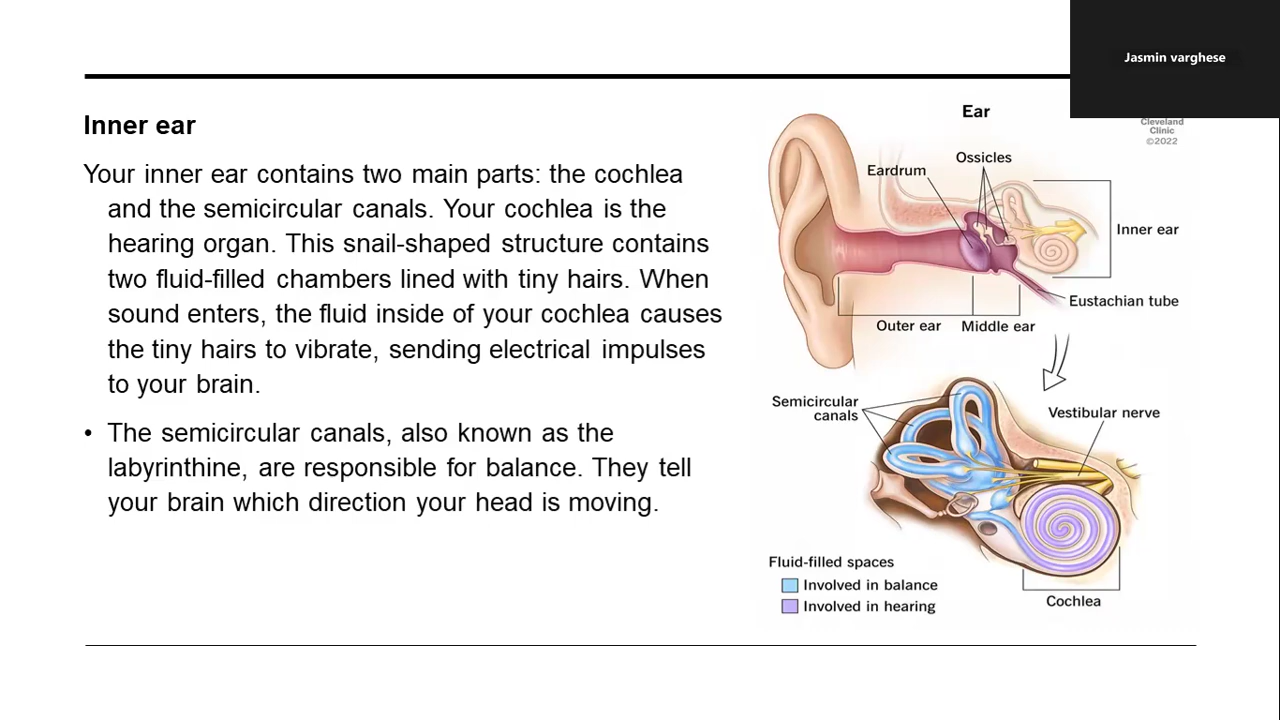 Jasmin varghese
Inner ear
Your inner ear contains two main parts: the cochlea
and the semicircular canals. Your cochlea is the
hearing organ. This snail-shaped structure contains
two fluid-filled chambers lined with tiny hairs. When
sound enters, the fluid inside of your cochlea causes
the tiny hairs to vibrate, sending electrical impulses
to your brain.
• The semicircular canals, also known as the
labyrinthine, are responsible for balance. They tell
your brain which direction your head is moving.
Ear
Cleveland
Clinic
©2022
Ossicles
Eardrum
Inner ear
Eustachian tube
Outer ear
Middle ear
Semicircular
canals
Vestibular nerve
Fluid-filled spaces
Involved in balance
Involved in hearing
Cochlea